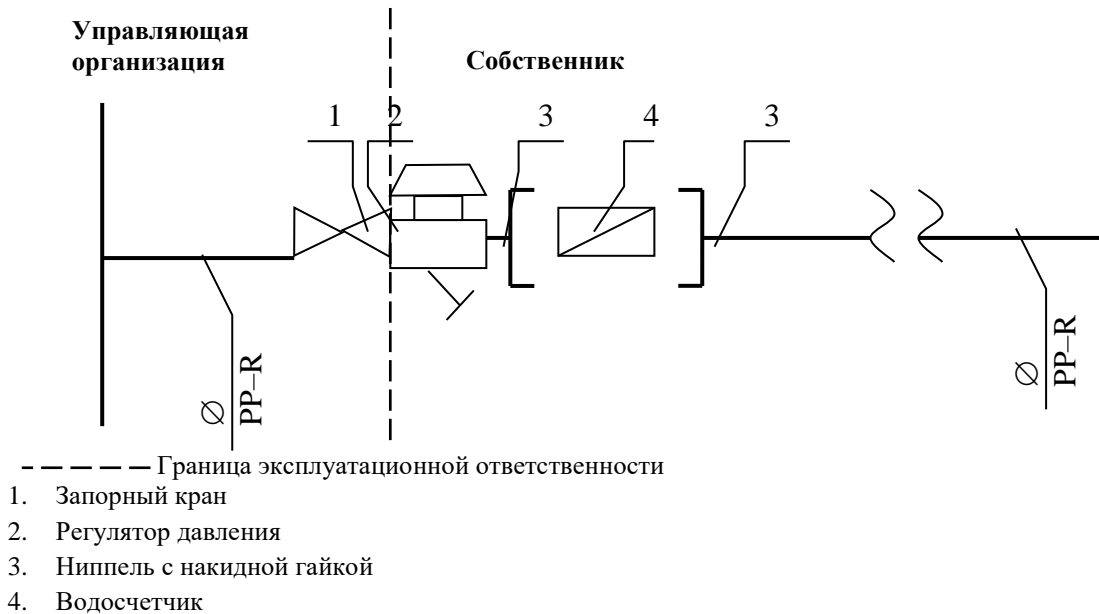 Управляющая
организация
Собственник
1
2
3
4
3
∅
PP–R
∅
PP–R
Граница эксплуатационной ответственности
1. Запорный кран
2. Регулятор давления
3. Ниппель с накидной гайкой
4. Водосчетчик